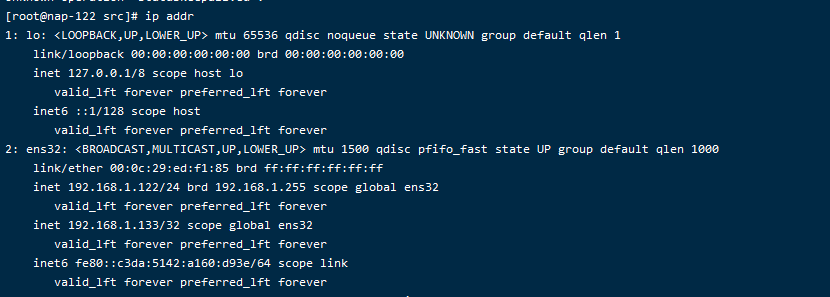 [root@nap-122 src]# ip addr
1: lo: <LOOPBACK,UP,LOWER_UP> mtu 65536 qdisc noqueue state UNKNOWN group default qlen 1
    link/loopback 00:00:00:00:00:00 brd 00:00:00:00:00:00
    inet 127.0.0.1/8 scope host lo
       valid_lft forever preferred_lft forever
    inet6 ::1/128 scope host
       valid_lft forever preferred_lft forever
2: ens32: <BROADCAST,MULTICAST,UP,LOWER_UP> mtu 1500 qdisc pfifo_fast state UP group default qlen 1000
    link/ether 00:0c:29:ed:f1:85 brd ff:ff:ff:ff:ff:ff
    inet 192.168.1.122/24 brd 192.168.1.255 scope global ens32
       valid_lft forever preferred_lft forever
    inet 192.168.1.133/32 scope global ens32
       valid_lft forever preferred_lft forever
    inet6 fe80::c3da:5142:a160:d93e/64 scope link
       valid_lft forever preferred_lft forever